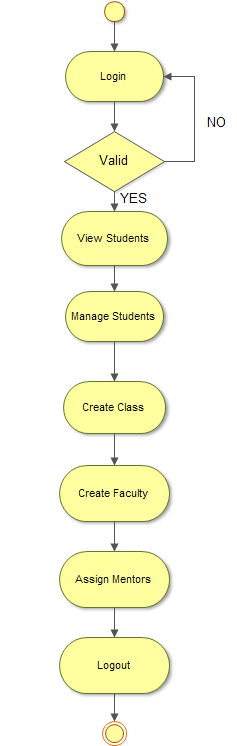 Login
NO
Valid
YES
View Students
Manage Students
Create Class
Create Faculty
Assign Mentors
Logout